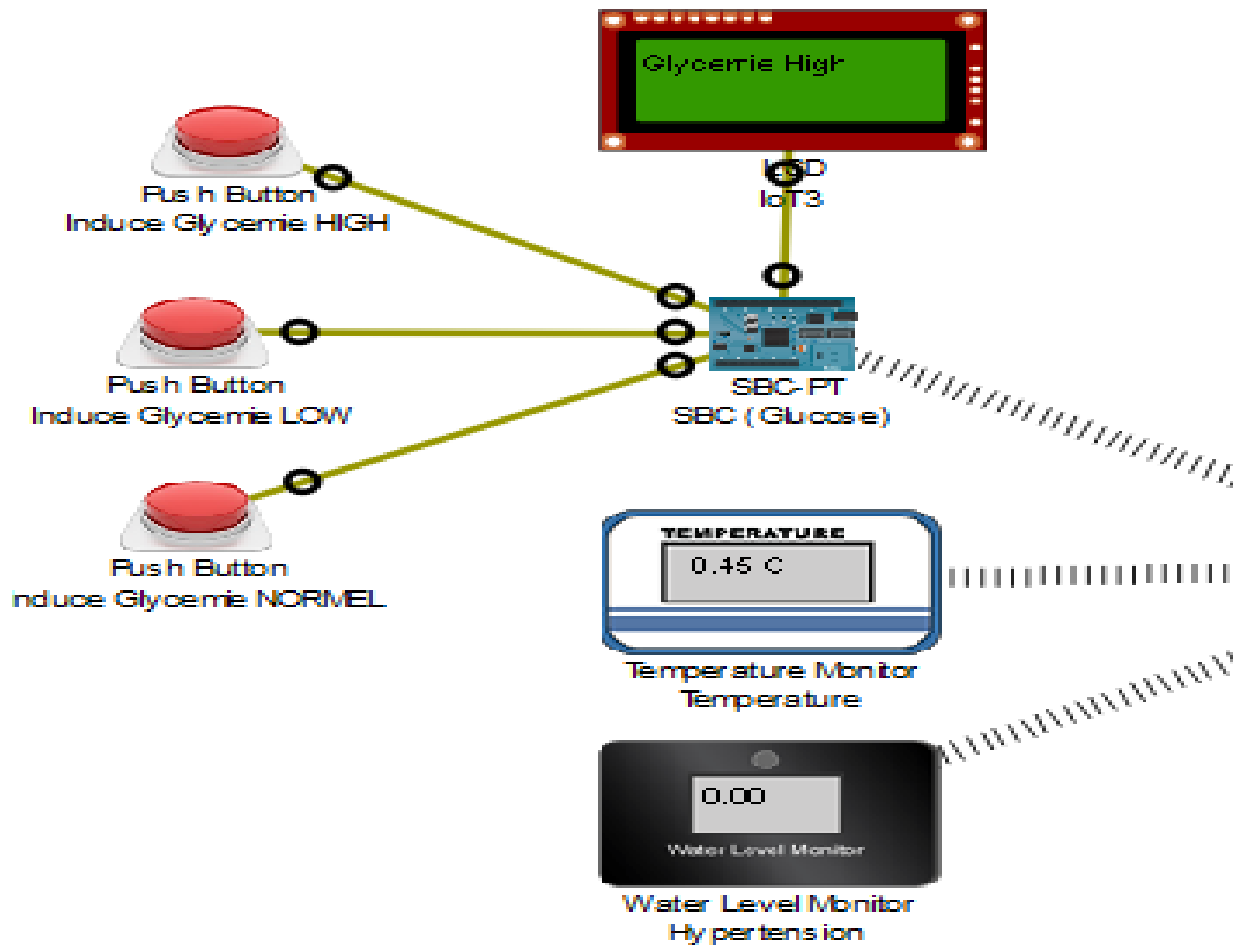 Glycemie High
LCD
IoT3
Push Button
Induce Glycemie HIGH
Push Button
Induce Glycemie LOW
SBC-PT
SBC (Glucose)
Push Button
nduce Glycemie NORMEL
TEMPERATURE
0.45 C
Temperature Monitor
Temperature
0.00
Water Level Monitor
Water Level Monitor
Hypertension